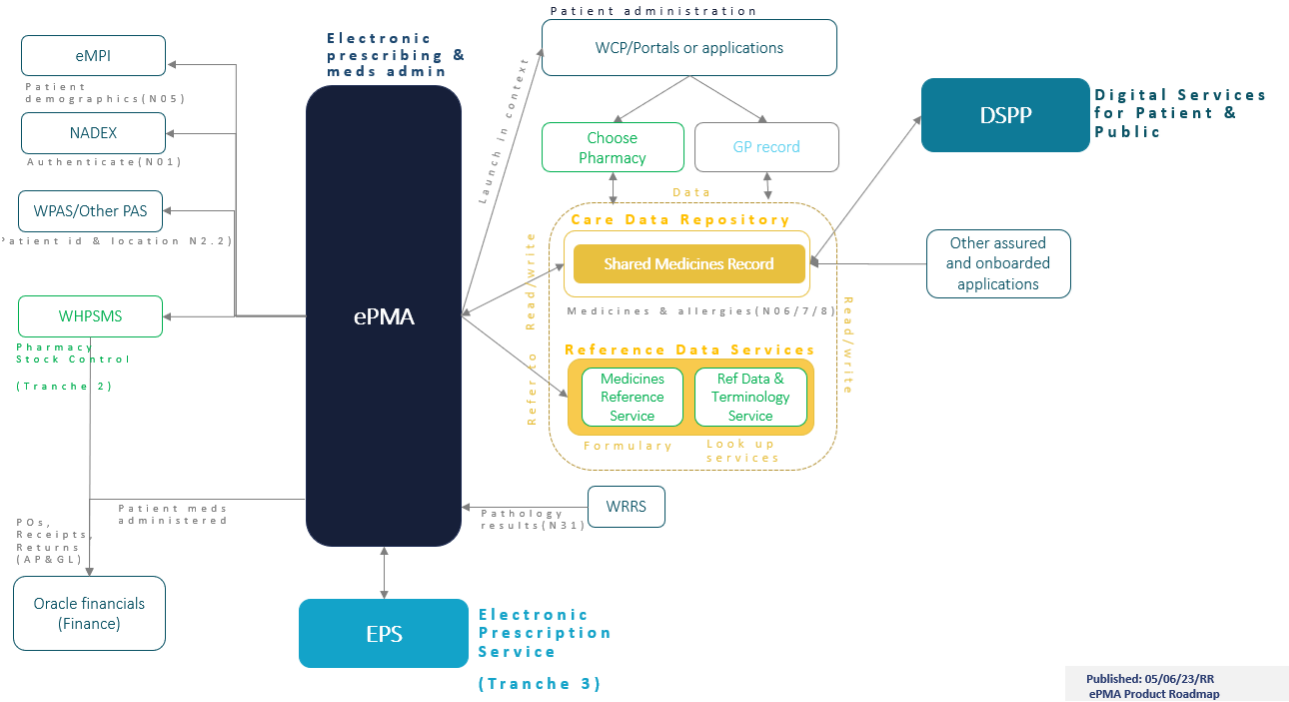 Patient administration
eMPI
Patient
demographics(N05)
NADEX
Authenticate(N01)
WPAS/Other PAS
Patient id & location N2.2)
WHPSMS
Pharmacy
Stock Control
(Tranche 2)
POs,
Receipts,
Returns
(AP&GL)
Patient meds
administered
Oracle financials
(Finance)
Electronic
prescribing &
meds admin
ePMA
EPS
Electronic
Prescription
Service
(Tranche 3)
Launch in context
WCP/Portals or applications
Choose
Pharmacy
GP record
Data
Care Data Repository
Shared Medicines Record
Medicines & allergies(N06/7/8)
Reference Data Services
Medicines
Reference
Service
Ref Data &
Terminology
Service
Formulary
Look up
services
Refer to
Read/write
Read/write
WRRS
Pathology
results(N31)
DSPP
Digital Services
for Patient &
Public
Other assured
and onboarded
applications
Published: 05/06/23/RR
ePMA Product Roadmap